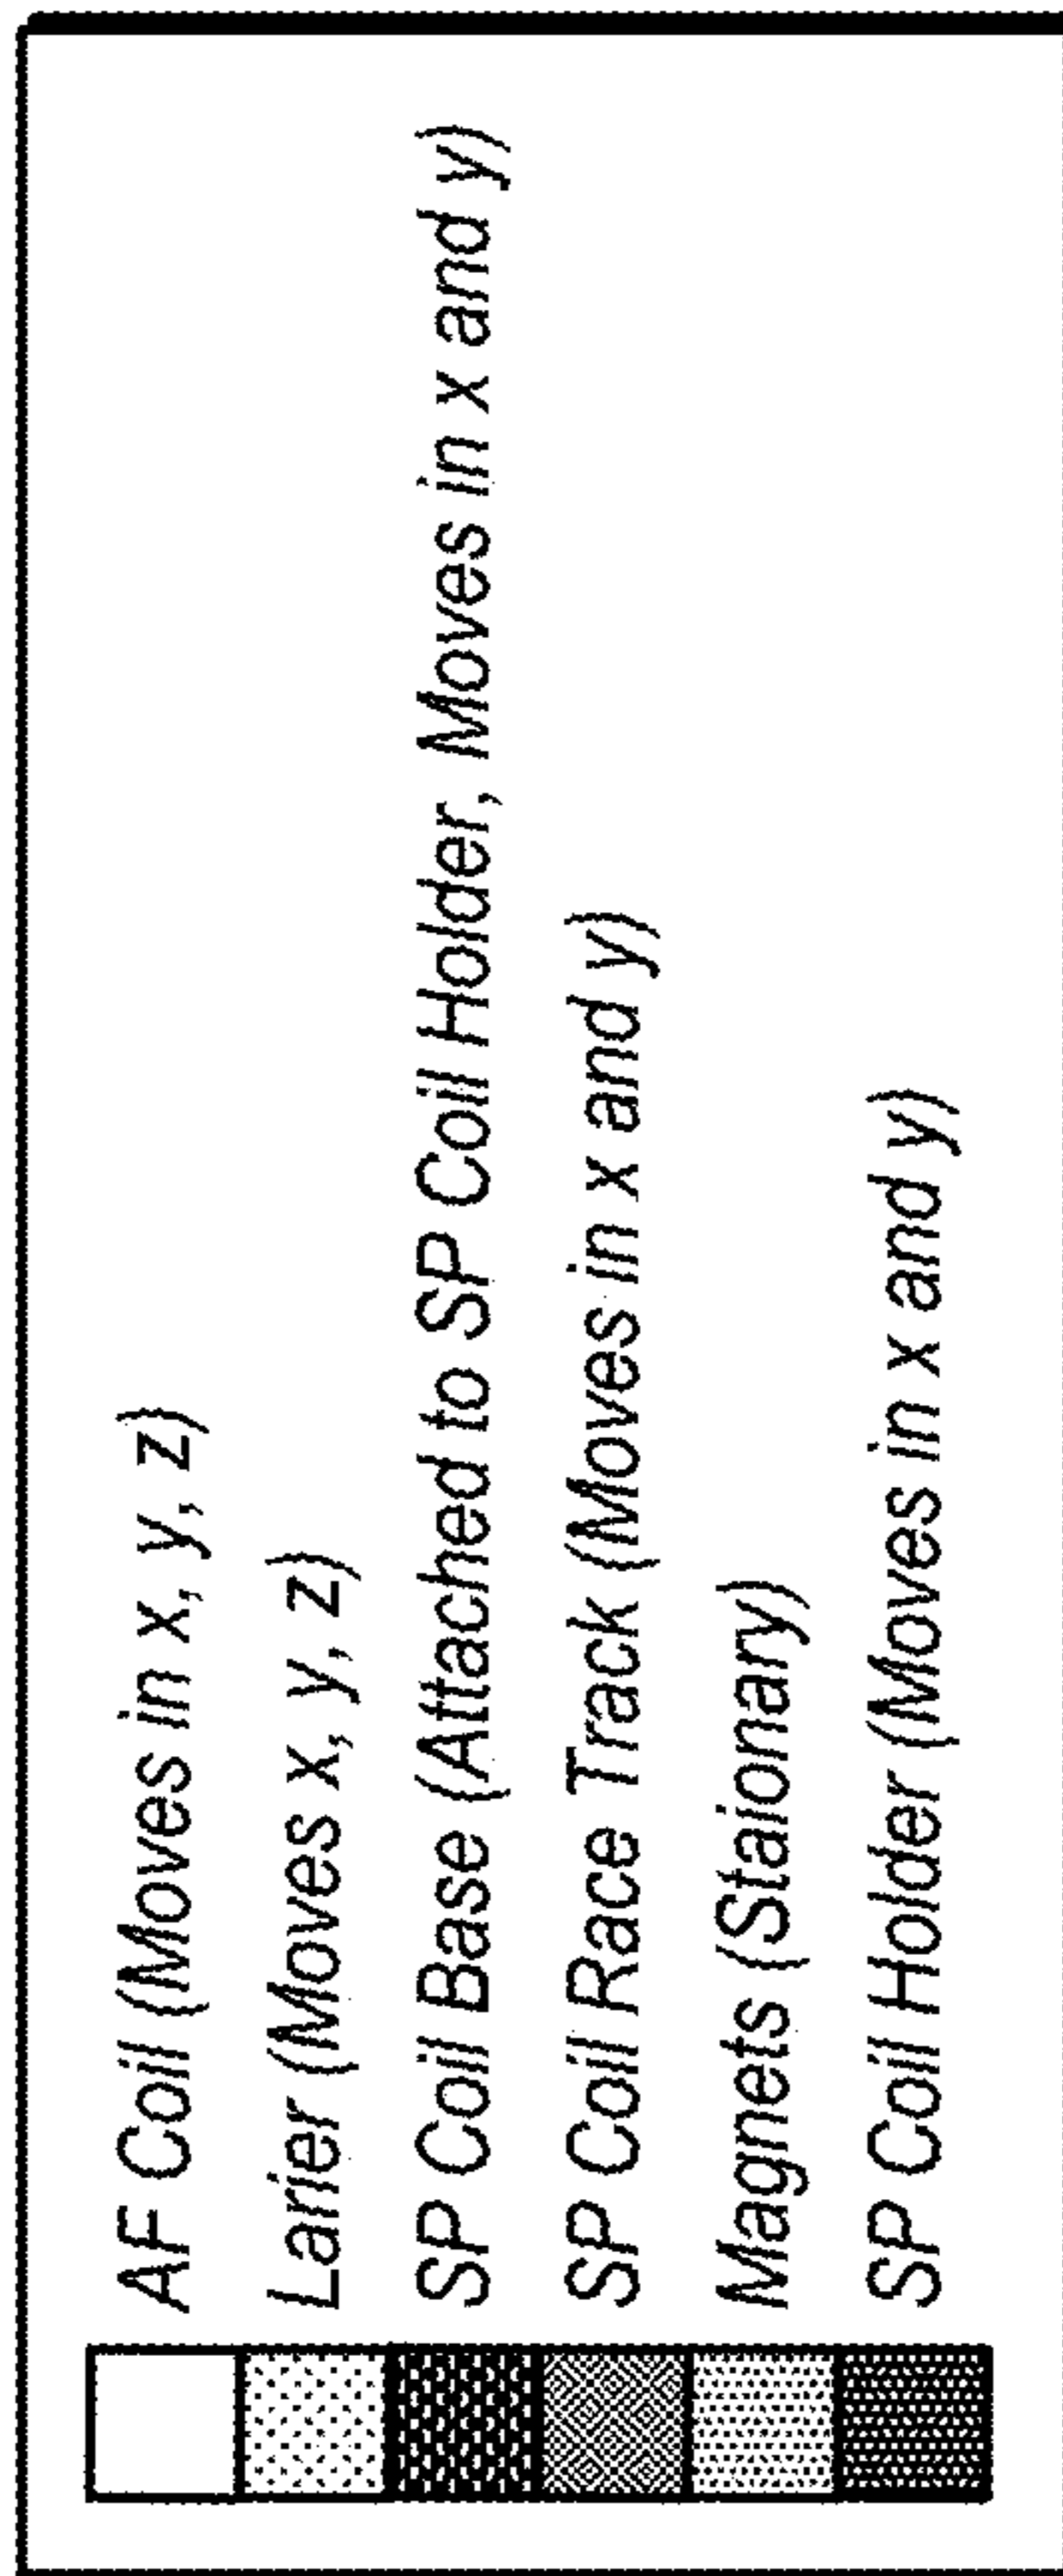 AF Coil (Moves in x, y, z)
Larier (Moves x, y, z)
SP Coil Base (Attached to SP Coil Holder, Moves in x and y)
SP Coil Race Track (Moves in x and y)
Magnets (Staionary)
SP Coil Holder (Moves in x and y)